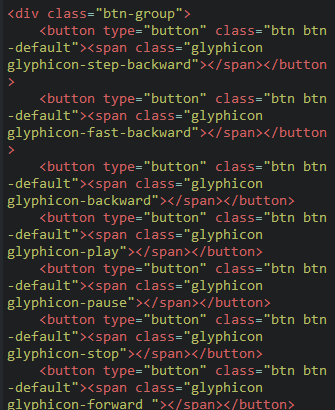 <div class="btn-group">
<button type="button" class="btn btn
-default"><span class="glyphicon
glyphicon-step-backward"></span></button
>
<button type="button" class="btn btn
-default"><span class="glyphicon
glyphicon-fast-backward"></span></button
>
<button type="button" class="btn btn
-default"><span class="glyphicon
glyphicon-backward"></span></button>
<button type="button" class="btn btn
-default"><span class="glyphicon
glyphicon-play"></span></button>
<button type="button" class="btn btn
-default"><span class="glyphicon
glyphicon-pause"></span></button>
<button type="button" class="btn btn
-default"><span class="glyphicon
glyphicon-stop"></span></button>
<button type="button" class="btn btn
-default"><span class="glyphicon
glyphicon-forward "></span></button>